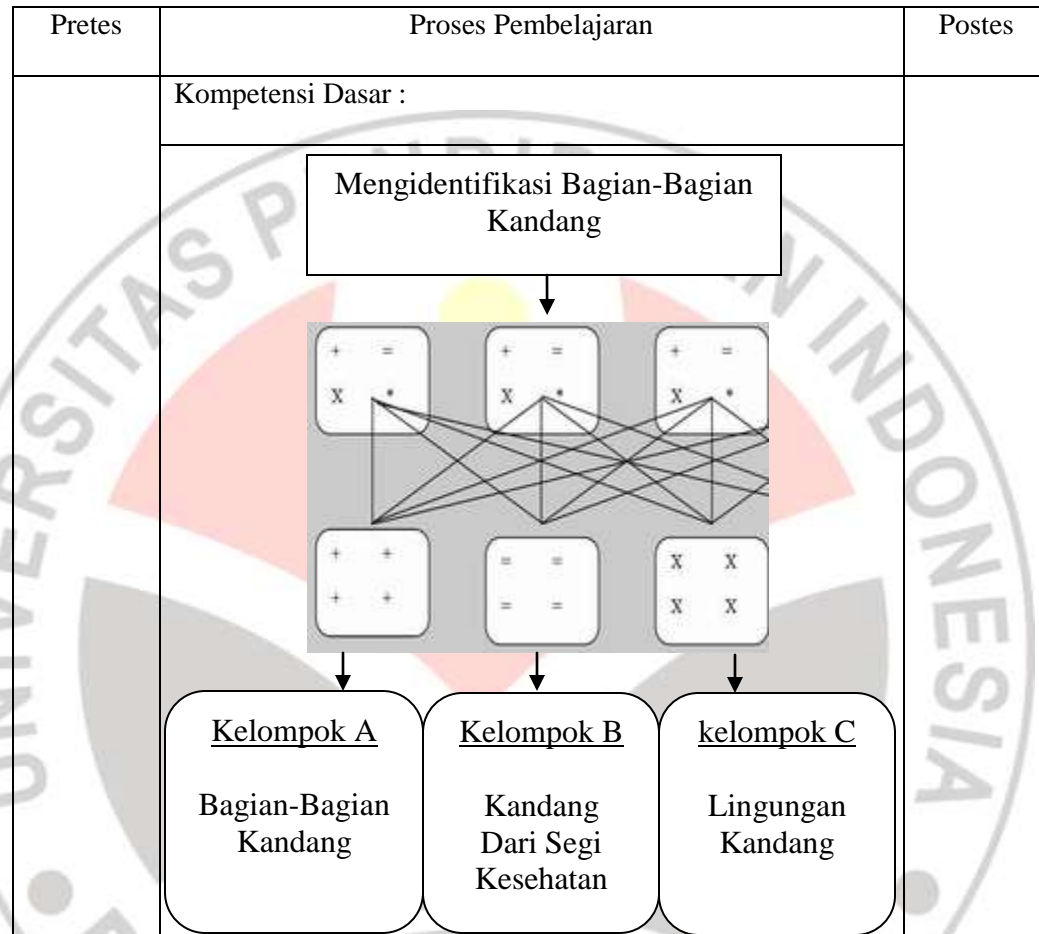 Pretes
Proses Pembelajaran
Postes
Kompetensi Dasar :
Mengidentifikasi Bagian-Bagian
Kandang
+ =
X *
+ =
X *
+ =
X *
+ +
+ +
= =
= =
X X
X X
Kelompok A
Bagian-Bagian
Kandang
Kelompok B
Kandang
Dari Segi
Kesehatan
kelompok C
Lingungan
Kandang